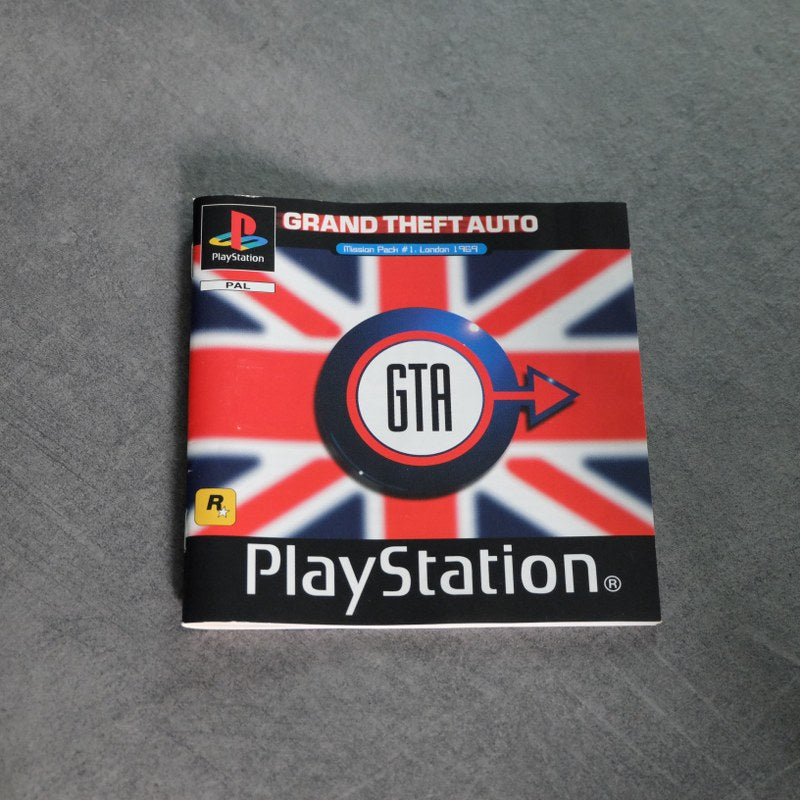 PlayStation
GRAND THEFT AUTO
Mission Pack #1, London 1969
PAL
GTA
R
PlayStation®